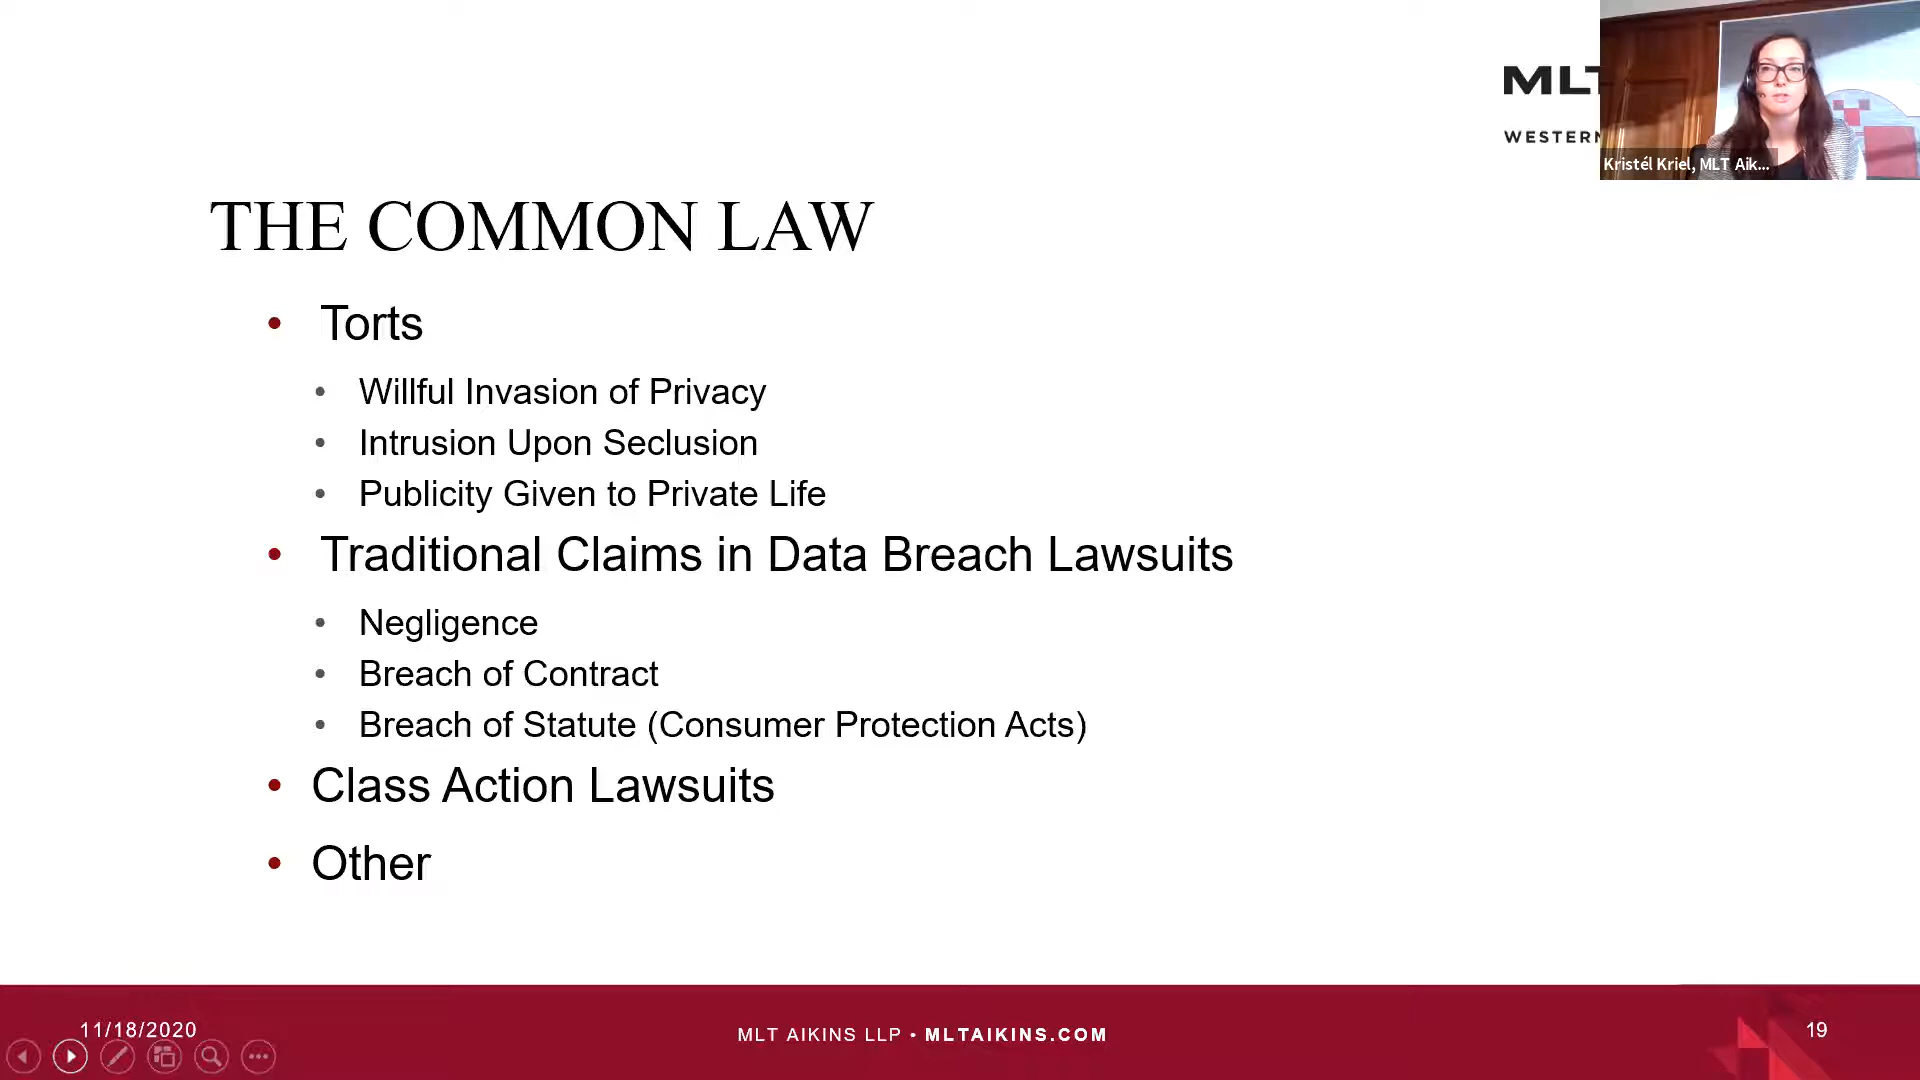 MLT
WESTERN
Kristél Kriel, MLT Aik...
THE COMMON LAW
• Torts
• Willful Invasion of Privacy
• Intrusion Upon Seclusion
• Publicity Given to Private Life
• Traditional Claims in Data Breach Lawsuits
• Negligence
• Breach of Contract
• Breach of Statute (Consumer Protection Acts)
• Class Action Lawsuits
• Other
11/18/2020
MLT AIKINS LLP • MLTAIKINS.COM
19